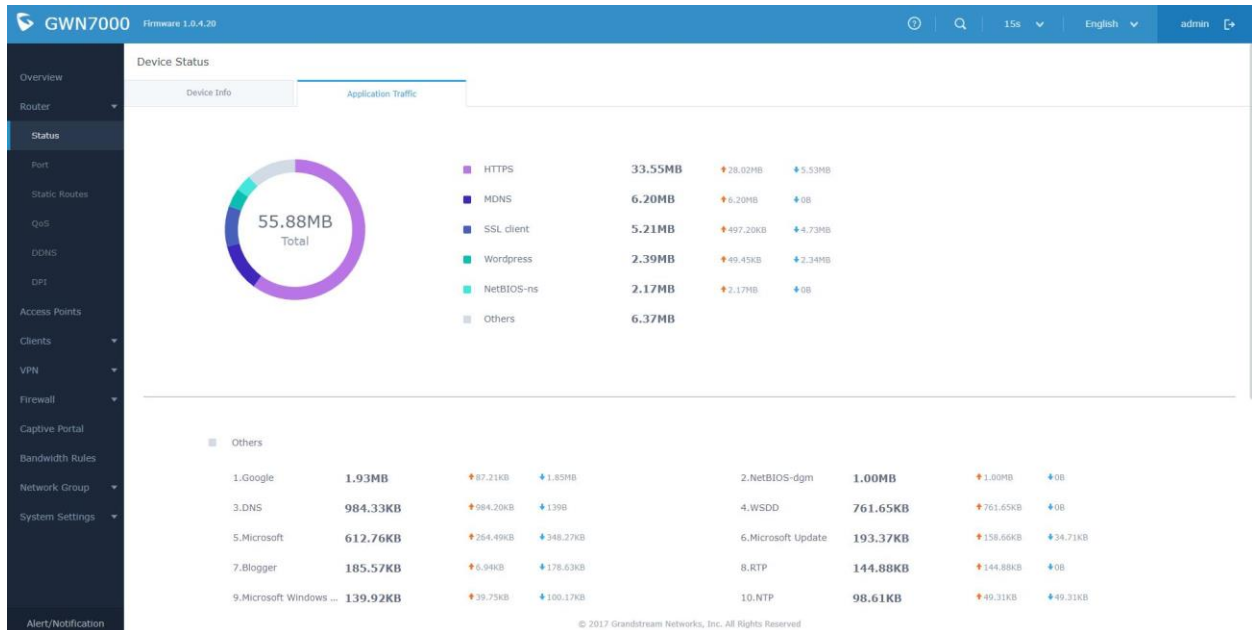 GWN7000 Firmware 1.0.4.20 15s English admin
Device Status
Device Info Application Traffic
Overview
Router
Status
Port
Static Routes
QoS
DDNS
DPI
Access Points
Clients
VPN
Firewall
Captive Portal
Bandwidth Rules
Network Group
System Settings
Alert/Notification
55.88MB
Total
HTTPS 33.55MB 28.02MB 5.53MB
MDNS 6.20MB 6.20MB 0B
SSL client 5.21MB 497.20KB 4.73MB
Wordpress 2.39MB 49.45KB 2.34MB
NetBIOS-ns 2.17MB 2.17MB 0B
Others 6.37MB
Others
1.Google 1.93MB 87.21KB 1.85MB 2.NetBIOS-dgm 1.00MB 1.00MB 0B
3.DNS 984.33KB 984.20KB 139B 4.WSDD 761.65KB 761.65KB 0B
5.Microsoft 612.76KB 264.49KB 348.27KB 6.Microsoft Update 193.37KB 158.66KB 34.71KB
7.Blogger 185.57KB 6.94KB 178.63KB 8.RTP 144.88KB 144.88KB 0B
9.Microsoft Windows ... 139.92KB 39.75KB 100.17KB 10.NTP 98.61KB 49.31KB 49.31KB
© 2017 Grandstream Networks, Inc. All Rights Reserved